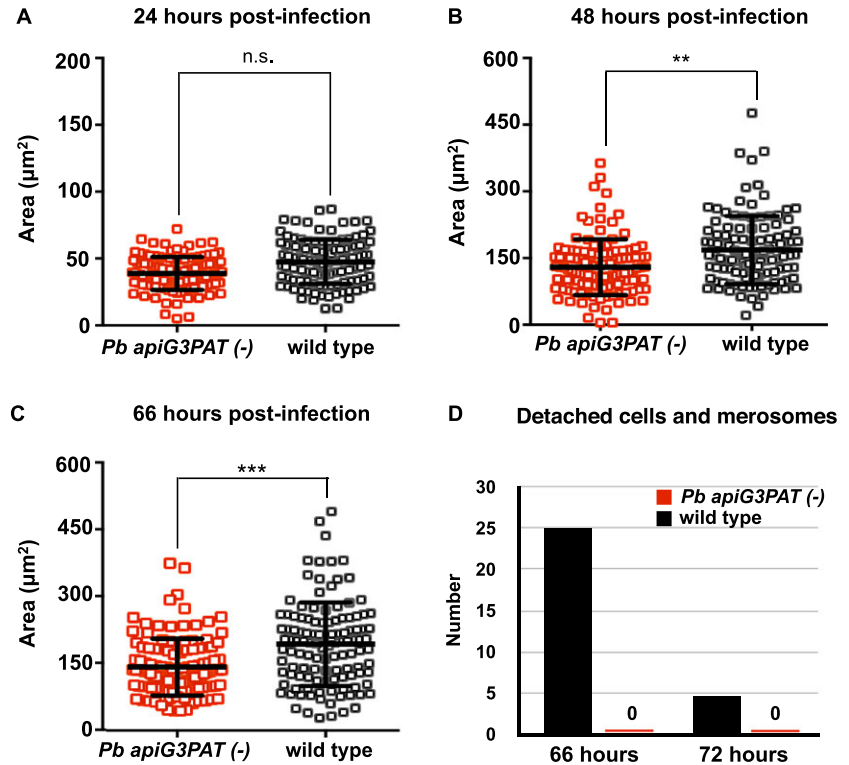 A 24 hours post-infection
n.s.
200
150
100
50
0
Area (μm²)
Pb apiG3PAT (-) wild type
B 48 hours post-infection
**
600
450
300
150
0
Area (μm²)
Pb apiG3PAT (-) wild type
C 66 hours post-infection
***
600
450
300
150
0
Area (μm²)
Pb apiG3PAT (-) wild type
D Detached cells and merosomes
30
25
20
15
10
5
0
Number
Pb apiG3PAT (-)
wild type
0 0
66 hours 72 hours